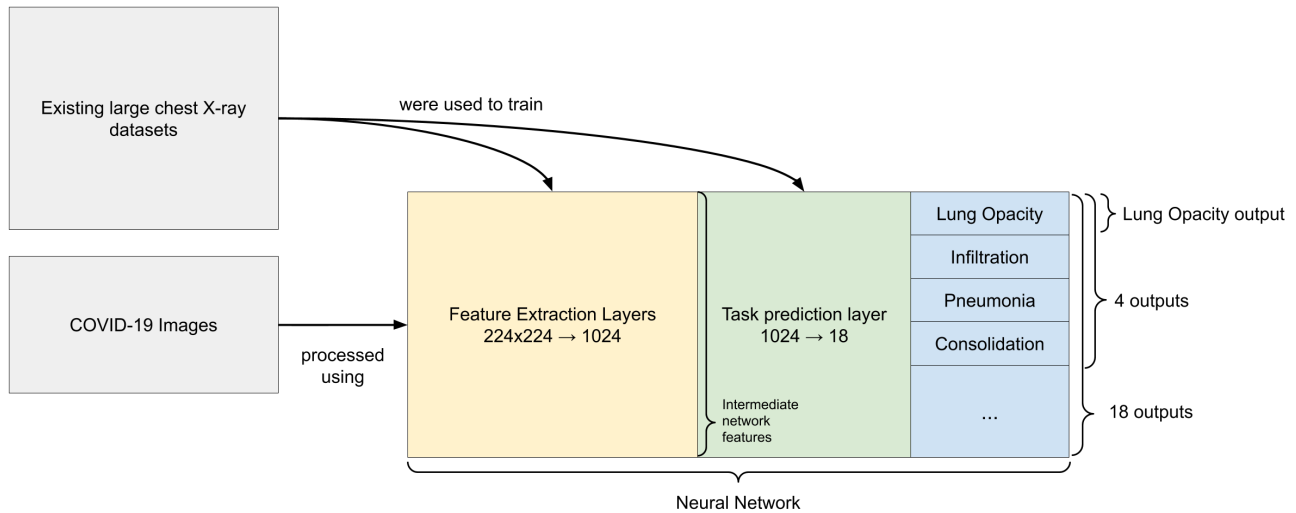 Existing large chest X-ray
datasets
were used to train
COVID-19 Images
processed
using
Feature Extraction Layers
224x224 → 1024
Intermediate
network
features
Task prediction layer
1024 → 18
Lung Opacity
Infiltration
Pneumonia
Consolidation
...
Lung Opacity output
4 outputs
18 outputs
Neural Network